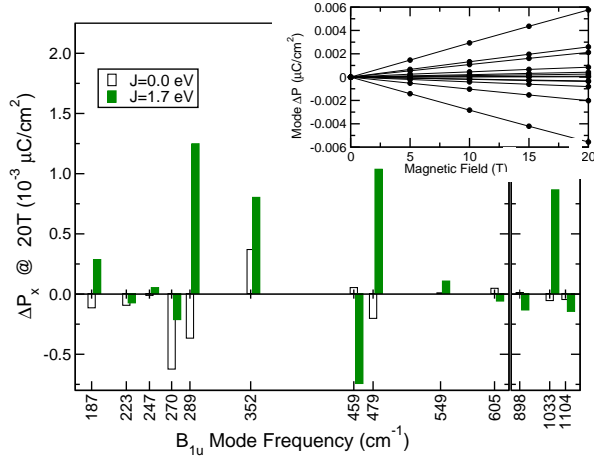 0.006
0.004
0.002
0
-0.002
-0.004
-0.006
Mode ΔP (μC/cm²)
0 5 10 15 20
Magnetic Field (T)
J=0.0 eV
J=1.7 eV
2.0
1.5
1.0
0.5
0.0
-0.5
ΔPₓ @ 20T (10⁻³ μC/cm²)
187 223 247 270 289 352 459 479 549 605 898 1033 1104
B₁ᵤ Mode Frequency (cm⁻¹)